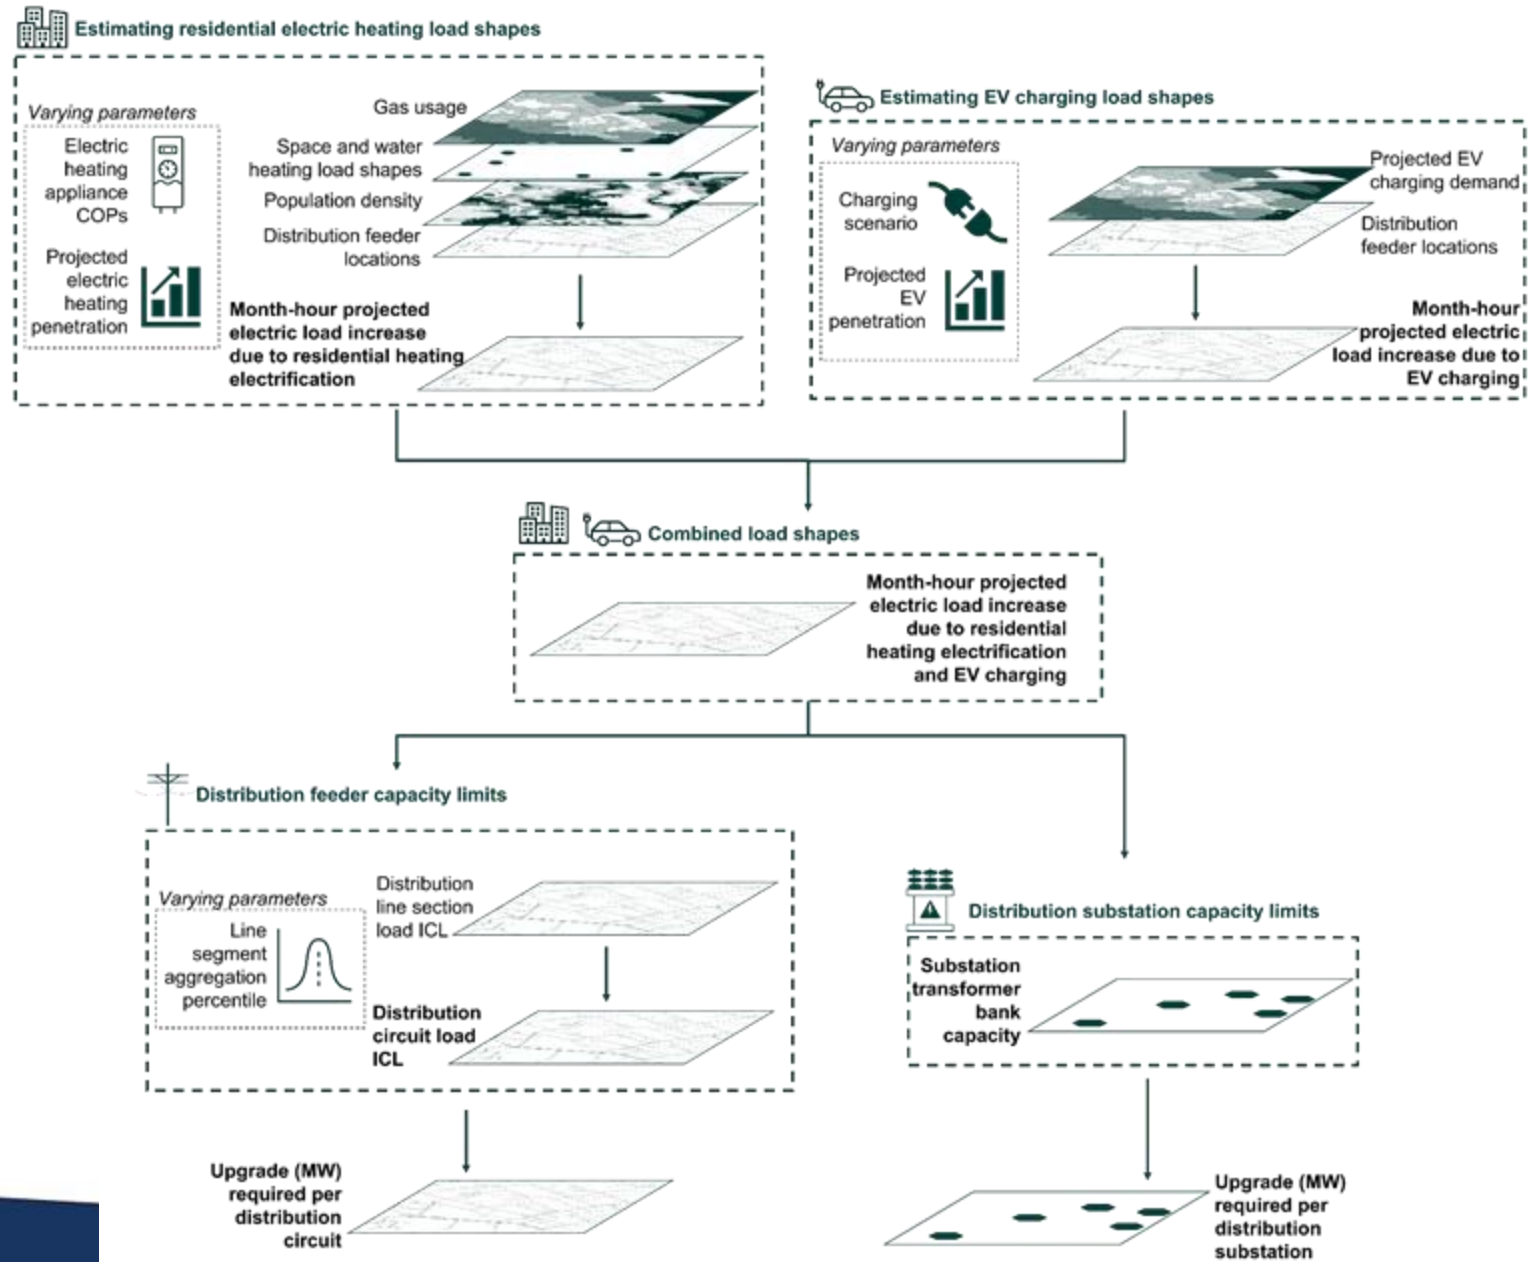 Estimating residential electric heating load shapes
Varying parameters
Electric
heating
appliance
COPs
Projected
electric
heating
penetration
Gas usage
Space and water
heating load shapes
Population density
Distribution feeder
locations
Month-hour projected
electric load increase
due to residential heating
electrification
Estimating EV charging load shapes
Varying parameters
Charging
scenario
Projected
EV
penetration
Projected EV
charging demand
Distribution
feeder locations
Month-hour
projected electric
load increase due to
EV charging
Combined load shapes
Month-hour projected
electric load increase
due to residential
heating electrification
and EV charging
Distribution feeder capacity limits
Varying parameters
Line
segment
aggregation
percentile
Distribution
line section
load ICL
Distribution
circuit load
ICL
Upgrade (MW)
required per
distribution
circuit
Distribution substation capacity limits
Substation
transformer
bank
capacity
Upgrade (MW)
required per
distribution
substation